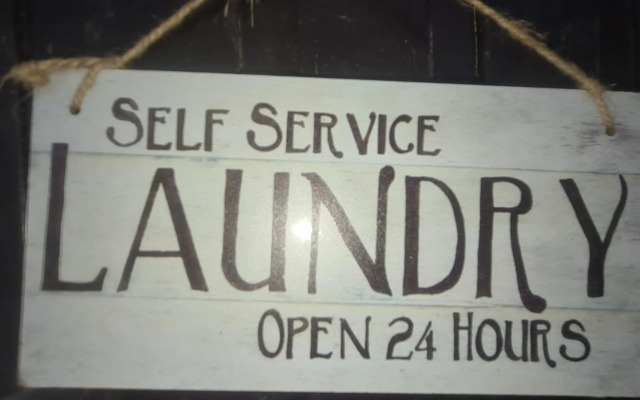 Self Service
Laundry
Open 24 Hours